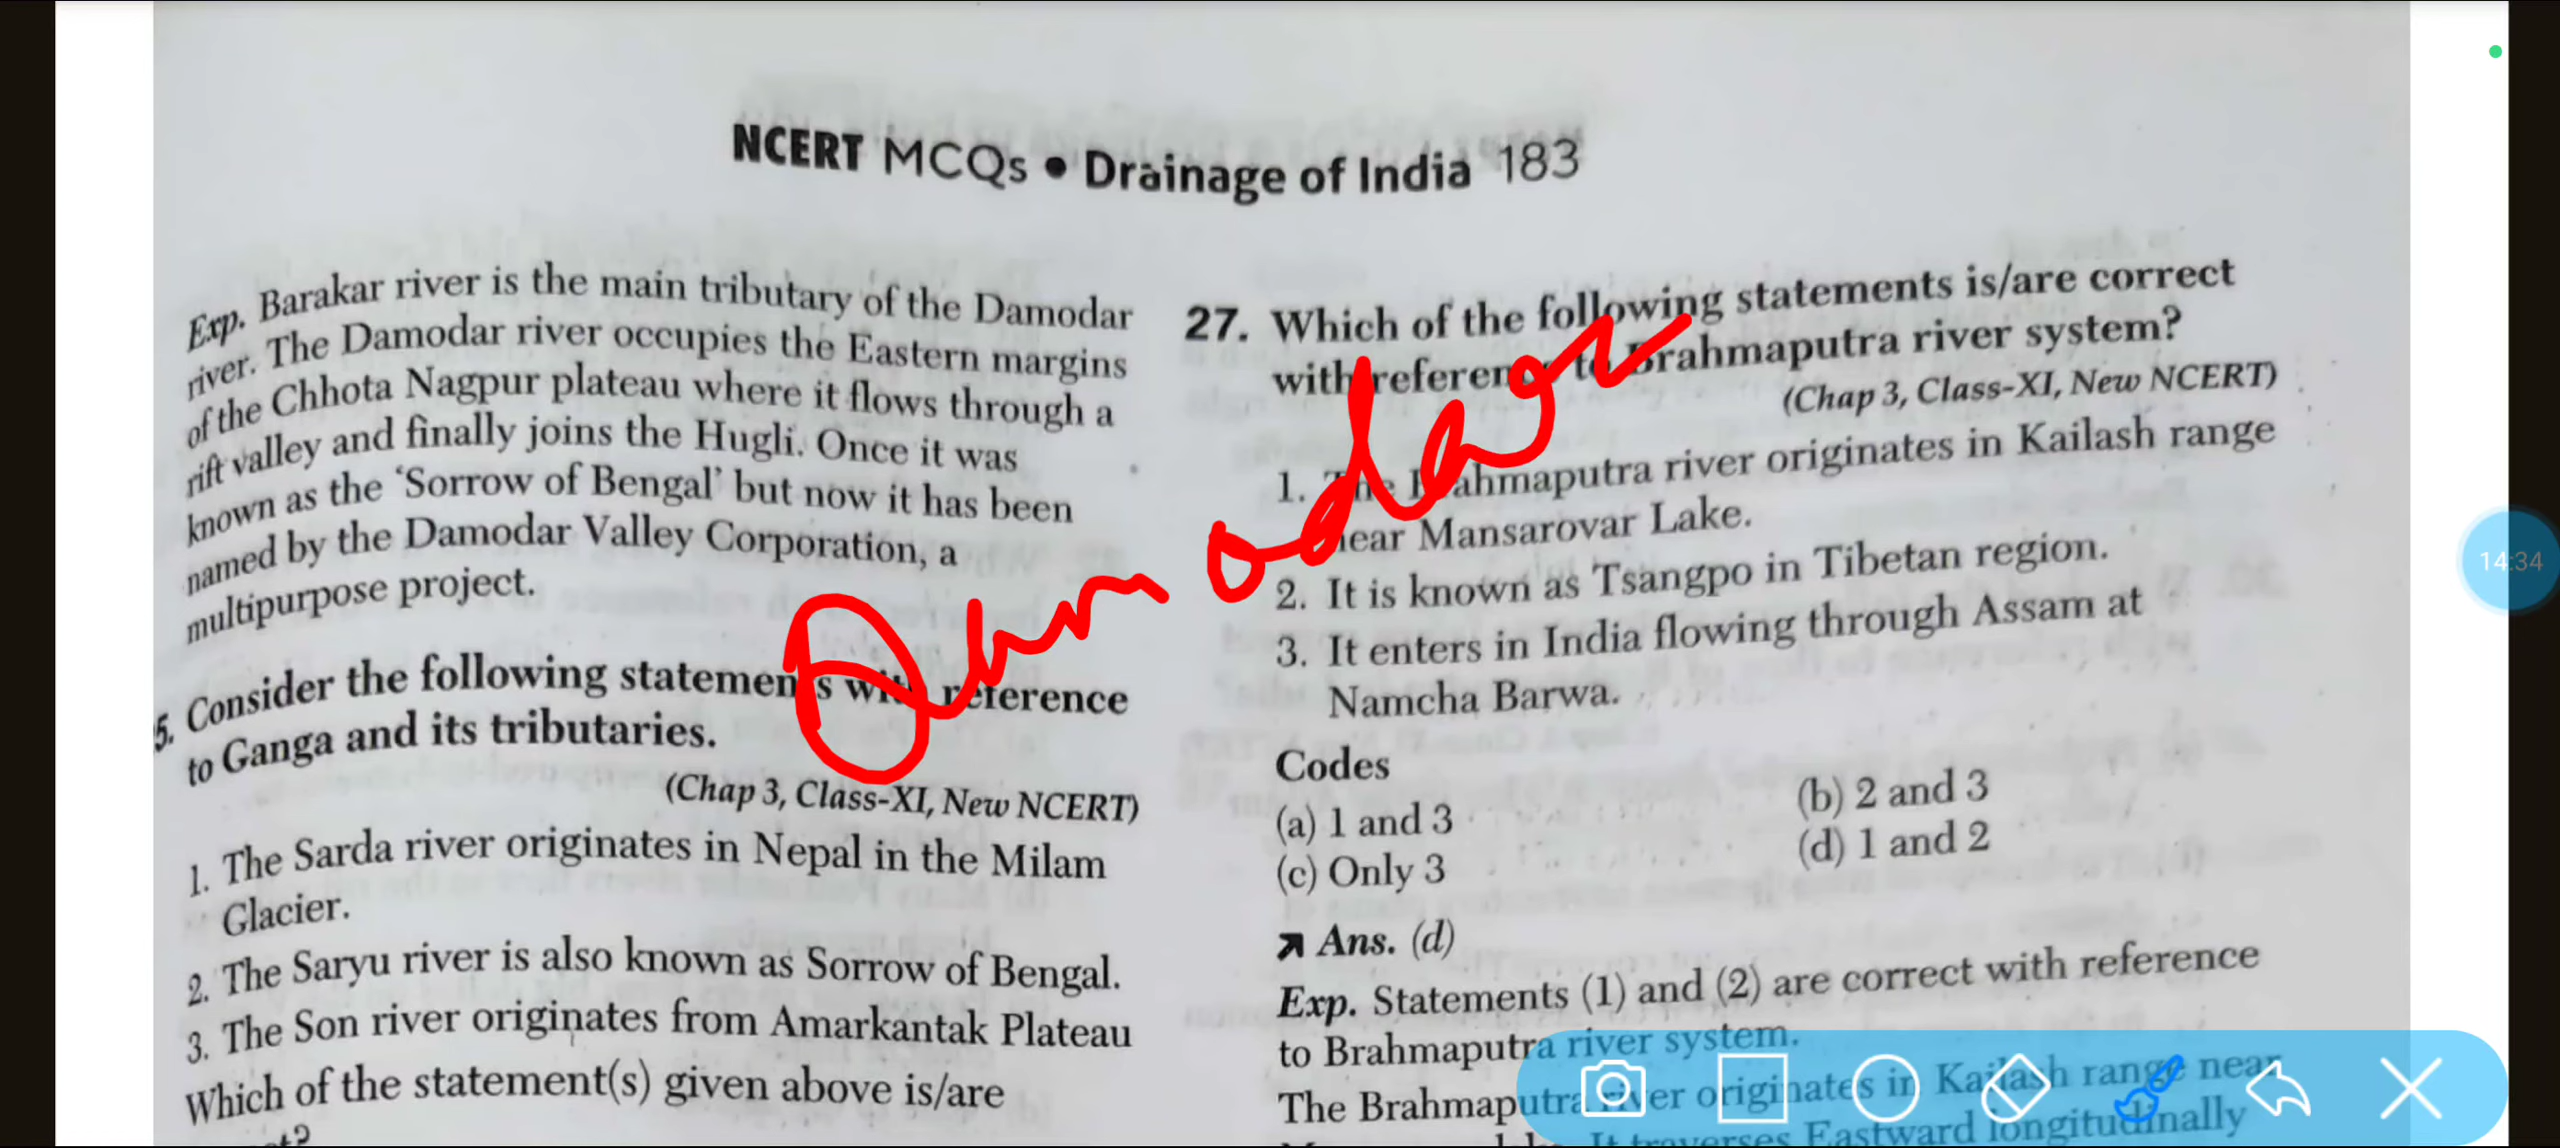 NCERT MCQs • Drainage of India 183
Exp. Barakar river is the main tributary of the Damodar
river. The Damodar river occupies the Eastern margins
of the Chhota Nagpur plateau where it flows through a
rift valley and finally joins the Hugli. Once it was
known as the ‘Sorrow of Bengal’ but now it has been
named by the Damodar Valley Corporation, a
multipurpose project.
5. Consider the following statements with reference
to Ganga and its tributaries.
(Chap 3, Class-XI, New NCERT)
1. The Sarda river originates in Nepal in the Milam
Glacier.
2. The Saryu river is also known as Sorrow of Bengal.
3. The Son river originates from Amarkantak Plateau
Which of the statement(s) given above is/are
Damodar
27. Which of the following statements is/are correct
with reference to Brahmaputra river system?
(Chap 3, Class-XI, New NCERT)
1. The Brahmaputra river originates in Kailash range
near Mansarovar Lake.
2. It is known as Tsangpo in Tibetan region.
3. It enters in India flowing through Assam at
Namcha Barwa.
Codes
(a) 1 and 3 (b) 2 and 3
(c) Only 3 (d) 1 and 2
Ans. (d)
Exp. Statements (1) and (2) are correct with reference
to Brahmaputra river system.
The Brahmaputra river originates in Kailash range near
It traverses Eastward longitudinally
14:34